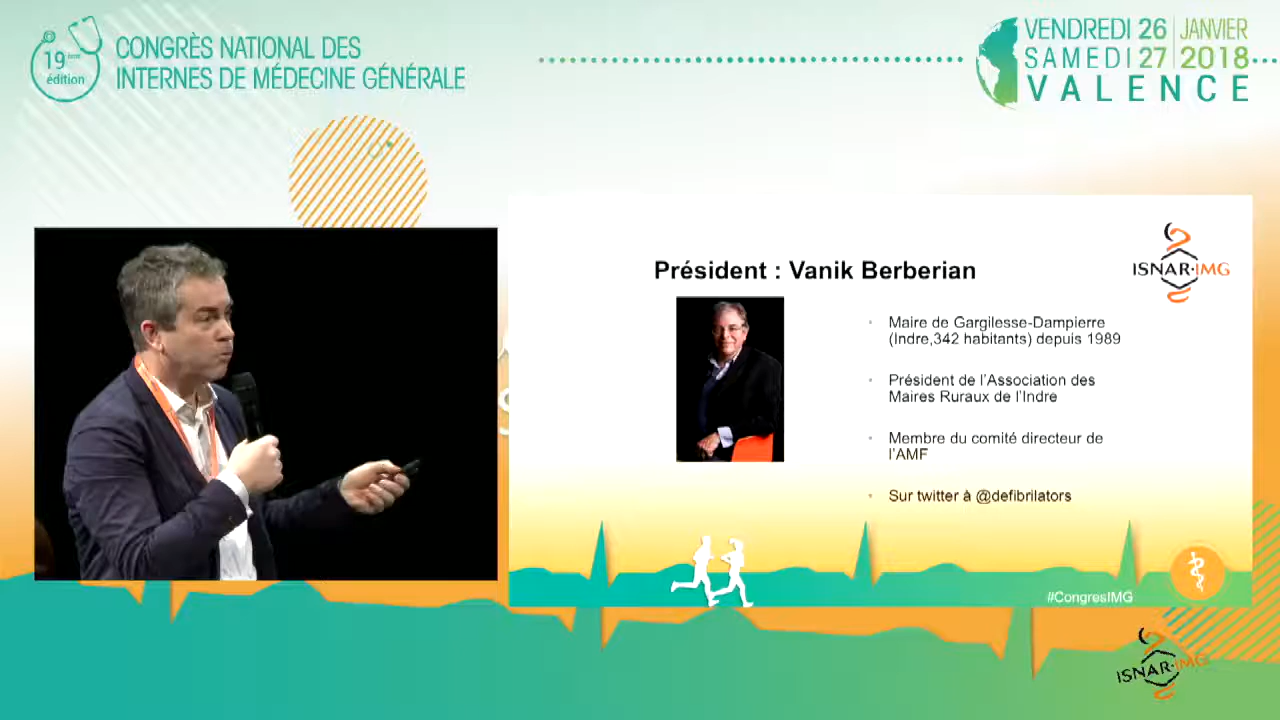 19ème
édition
CONGRÈS NATIONAL DES
INTERNES DE MÉDECINE GÉNÉRALE
VENDREDI 26 JANVIER
SAMEDI 27 2018
VALENCE
Président : Vanik Berberian
ISNAR·IMG
Maire de Gargilesse-Dampierre
(Indre,342 habitants) depuis 1989
Président de l'Association des
Maires Ruraux de l'Indre
Membre du comité directeur de
l'AMF
Sur twitter à @defibrilators
#CongresIMG
ISNAR·IMG